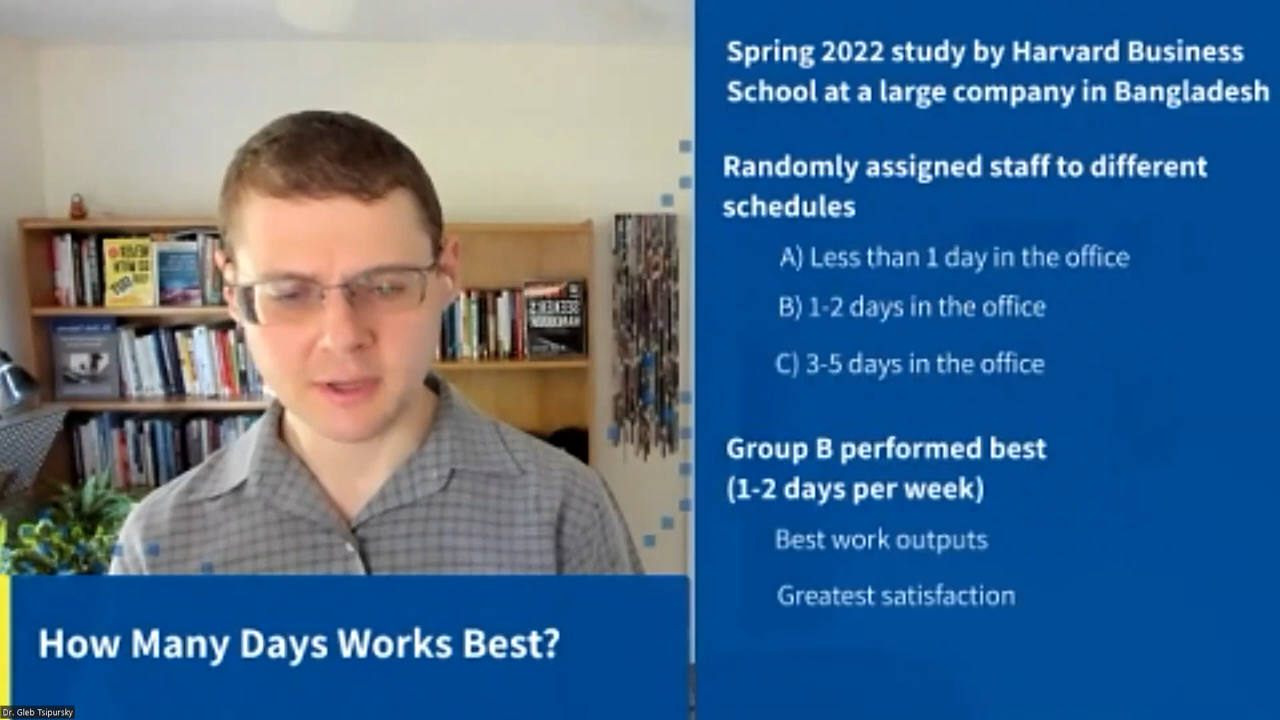 Spring 2022 study by Harvard Business
School at a large company in Bangladesh
Randomly assigned staff to different
schedules
A) Less than 1 day in the office
B) 1-2 days in the office
C) 3-5 days in the office
Group B performed best
(1-2 days per week)
Best work outputs
Greatest satisfaction
How Many Days Works Best?
Dr. Gleb Tsipursky